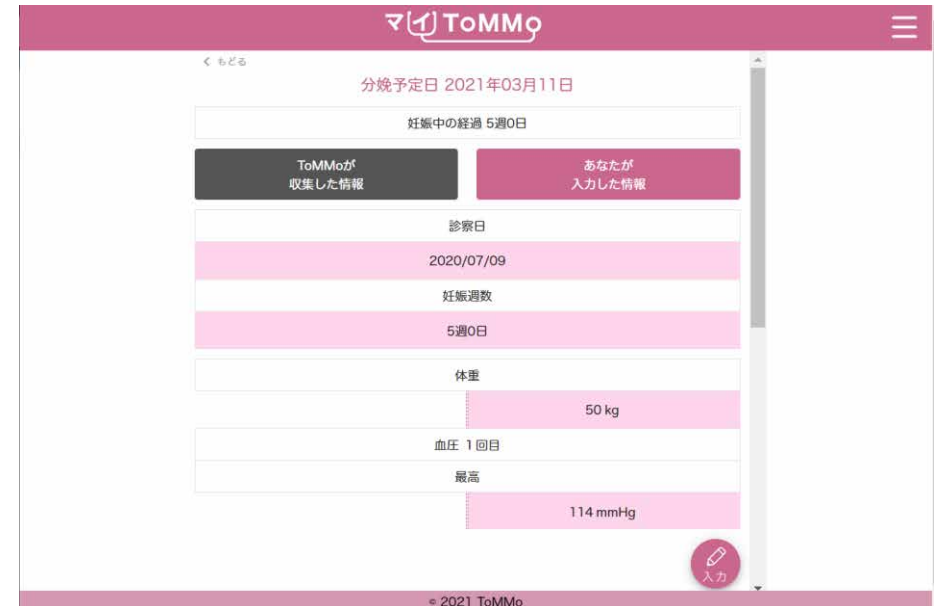 マイToMMo
もどる
分娩予定日 2021年03月11日
妊娠中の経過 5週0日
ToMMoが
収集した情報
あなたが
入力した情報
診察日
2020/07/09
妊娠週数
5週0日
体重
50 kg
血圧 1回目
最高
114 mmHg
入力
© 2021 ToMMo